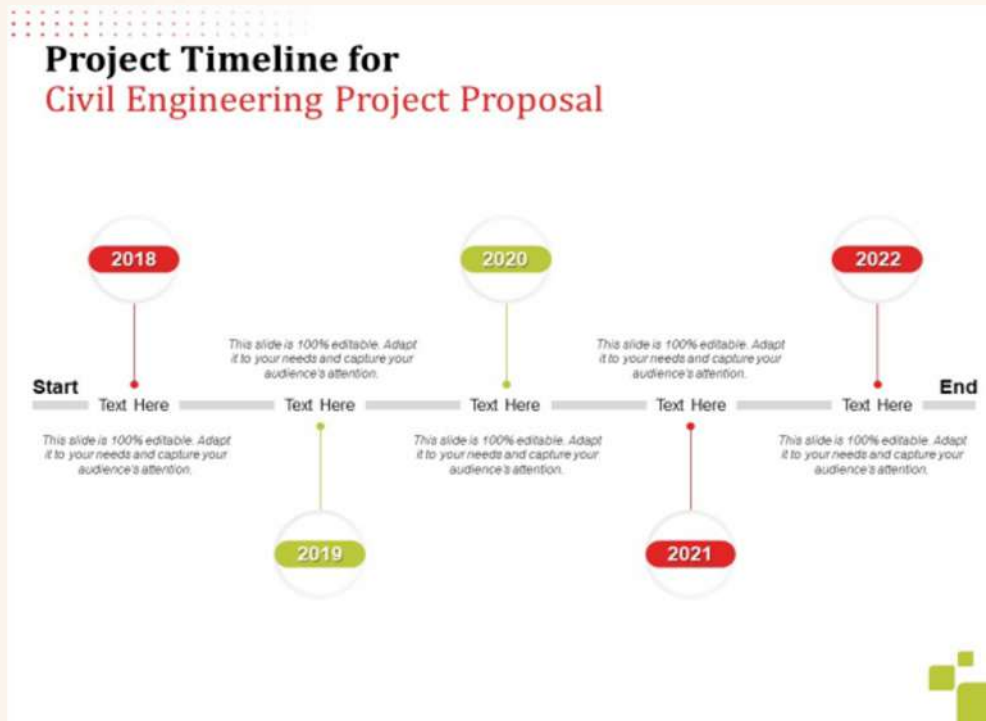 Project Timeline for
Civil Engineering Project Proposal
2018
2020
2022
This slide is 100% editable. Adapt
it to your needs and capture your
audience's attention.
This slide is 100% editable. Adapt
it to your needs and capture your
audience's attention.
Start
End
Text Here
Text Here
Text Here
Text Here
Text Here
This slide is 100% editable. Adapt
it to your needs and capture your
audience's attention.
This slide is 100% editable. Adapt
it to your needs and capture your
audience's attention.
This slide is 100% editable. Adapt
it to your needs and capture your
audience's attention.
2019
2021